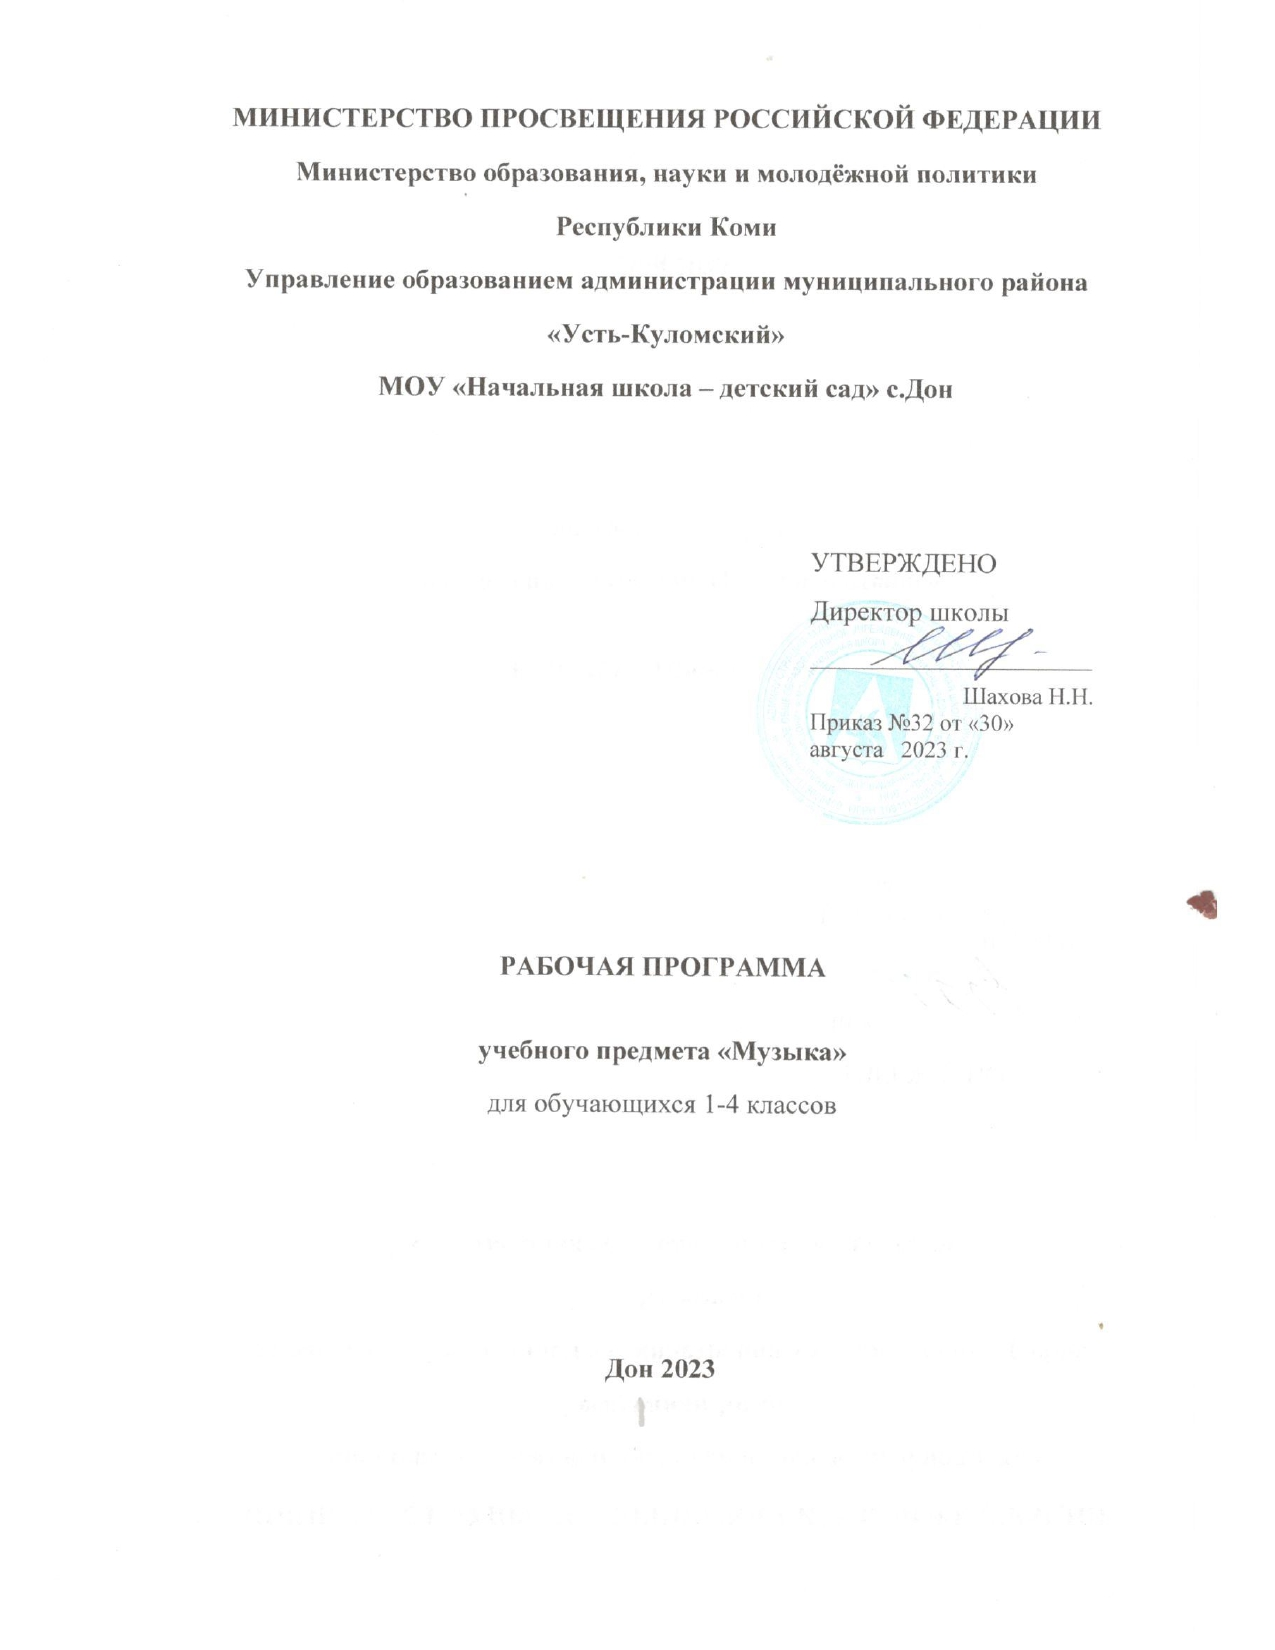 МИНИСТЕРСТВО ПРОСВЕЩЕНИЯ РОССИЙСКОЙ ФЕДЕРАЦИИ
Министерство образования, науки и молодёжной политики
Республики Коми
Управление образованием администрации муниципального района
«Усть-Куломский»
МОУ «Начальная школа – детский сад» с.Дон
УТВЕРЖДЕНО
Директор школы
Шахова Н.Н.
Приказ №32 от «30»
августа 2023 г.
РАБОЧАЯ ПРОГРАММА
учебного предмета «Музыка»
для обучающихся 1-4 классов
Дон 2023